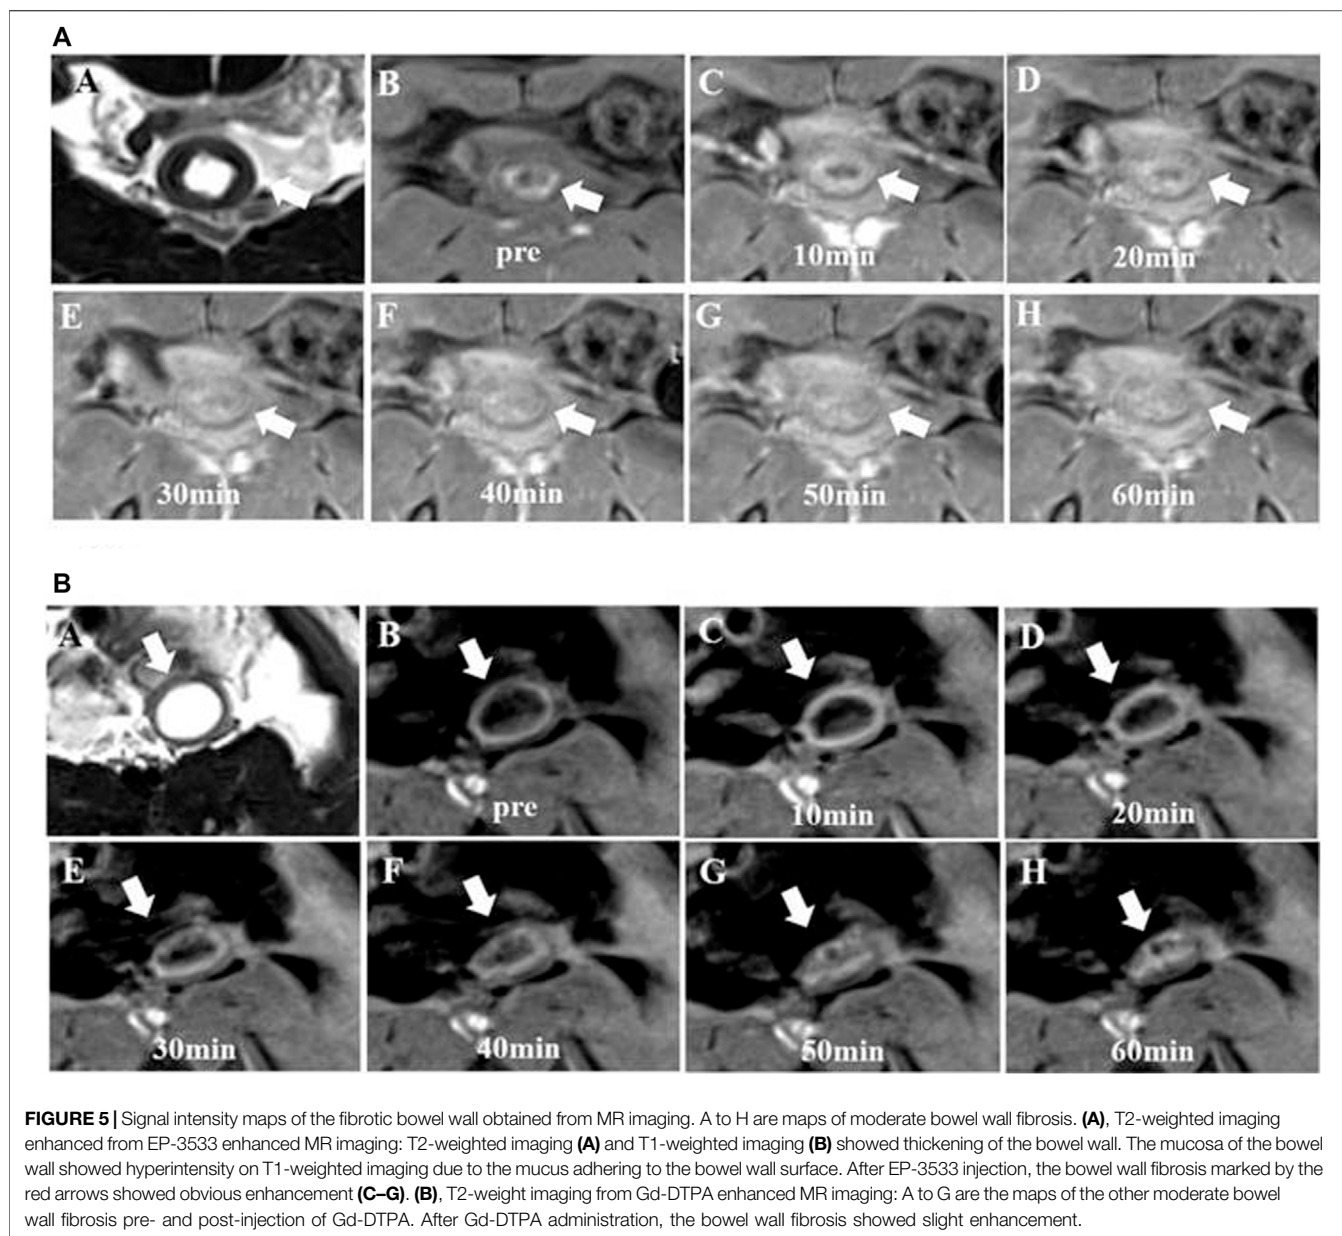 A
A
B
C
D
pre
10min
20min
E
F
G
H
30min
40min
50min
60min
B
A
B
C
D
pre
10min
20min
E
F
G
H
30min
40min
50min
60min
FIGURE 5 | Signal intensity maps of the fibrotic bowel wall obtained from MR imaging. A to H are maps of moderate bowel wall fibrosis. (A), T2-weighted imaging
enhanced from EP-3533 enhanced MR imaging: T2-weighted imaging (A) and T1-weighted imaging (B) showed thickening of the bowel wall. The mucosa of the bowel
wall showed hyperintensity on T1-weighted imaging due to the mucus adhering to the bowel wall surface. After EP-3533 injection, the bowel wall fibrosis marked by the
red arrows showed obvious enhancement (C–G). (B), T2-weight imaging from Gd-DTPA enhanced MR imaging: A to G are the maps of the other moderate bowel
wall fibrosis pre- and post-injection of Gd-DTPA. After Gd-DTPA administration, the bowel wall fibrosis showed slight enhancement.